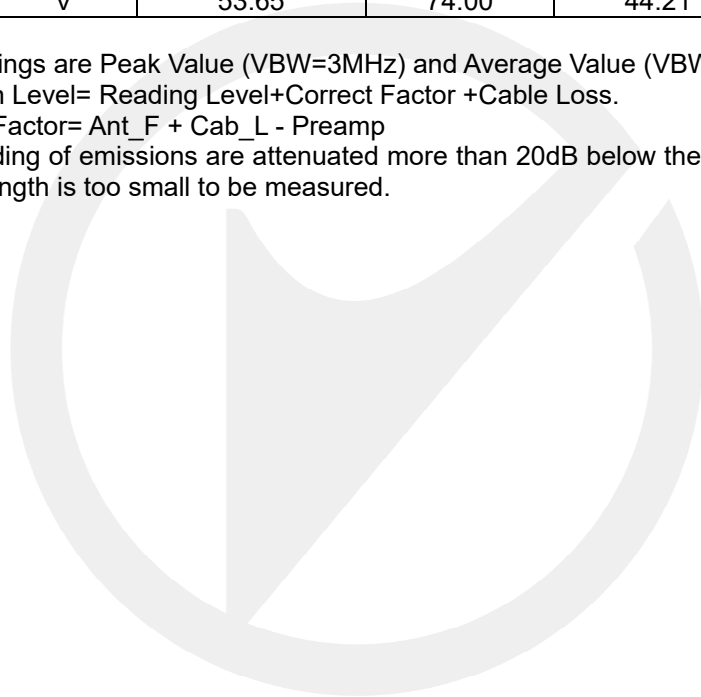 V 53.65 74.00 44.21
ings are Peak Value (VBW=3MHz) and Average Value (VBW
n Level= Reading Level+Correct Factor +Cable Loss.
Factor= Ant_F + Cab_L - Preamp
ding of emissions are attenuated more than 20dB below the
ngth is too small to be measured.